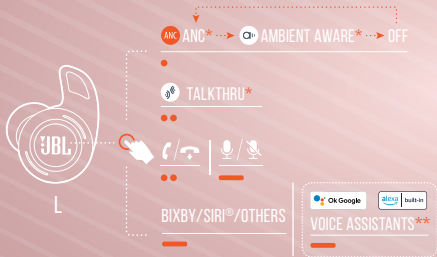 ANC ANC* AMBIENT AWARE* OFF
TALKTHRU*
JBL
L
BIXBY/SIRI®/OTHERS
Ok Google alexa built-in
VOICE ASSISTANTS**